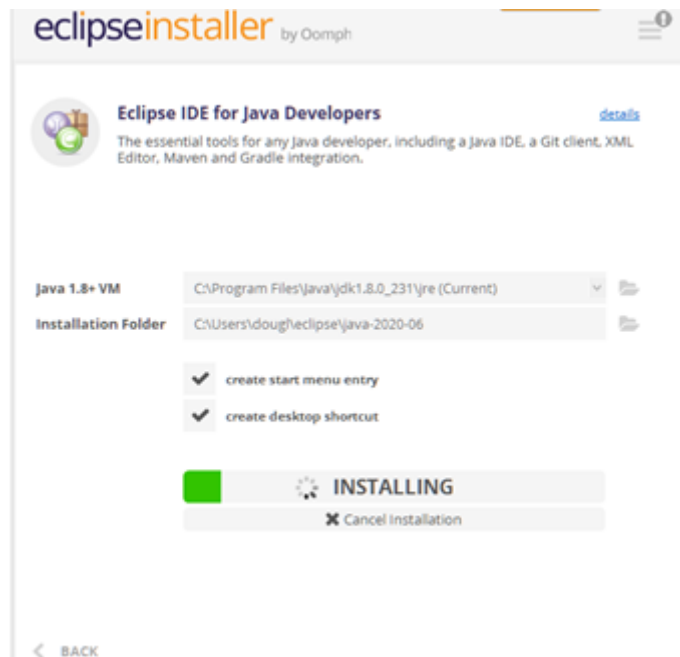 eclipseinstaller by Oomph
Eclipse IDE for Java Developers details
The essential tools for any Java developer, including a Java IDE, a Git client, XML
Editor, Maven and Gradle integration.
Java 1.8+ VM C:\Program Files\Java\jdk1.8.0_231\jre (Current)
Installation Folder C:\Users\dougl\eclipse\java-2020-06
create start menu entry
create desktop shortcut
INSTALLING
Cancel Installation
BACK